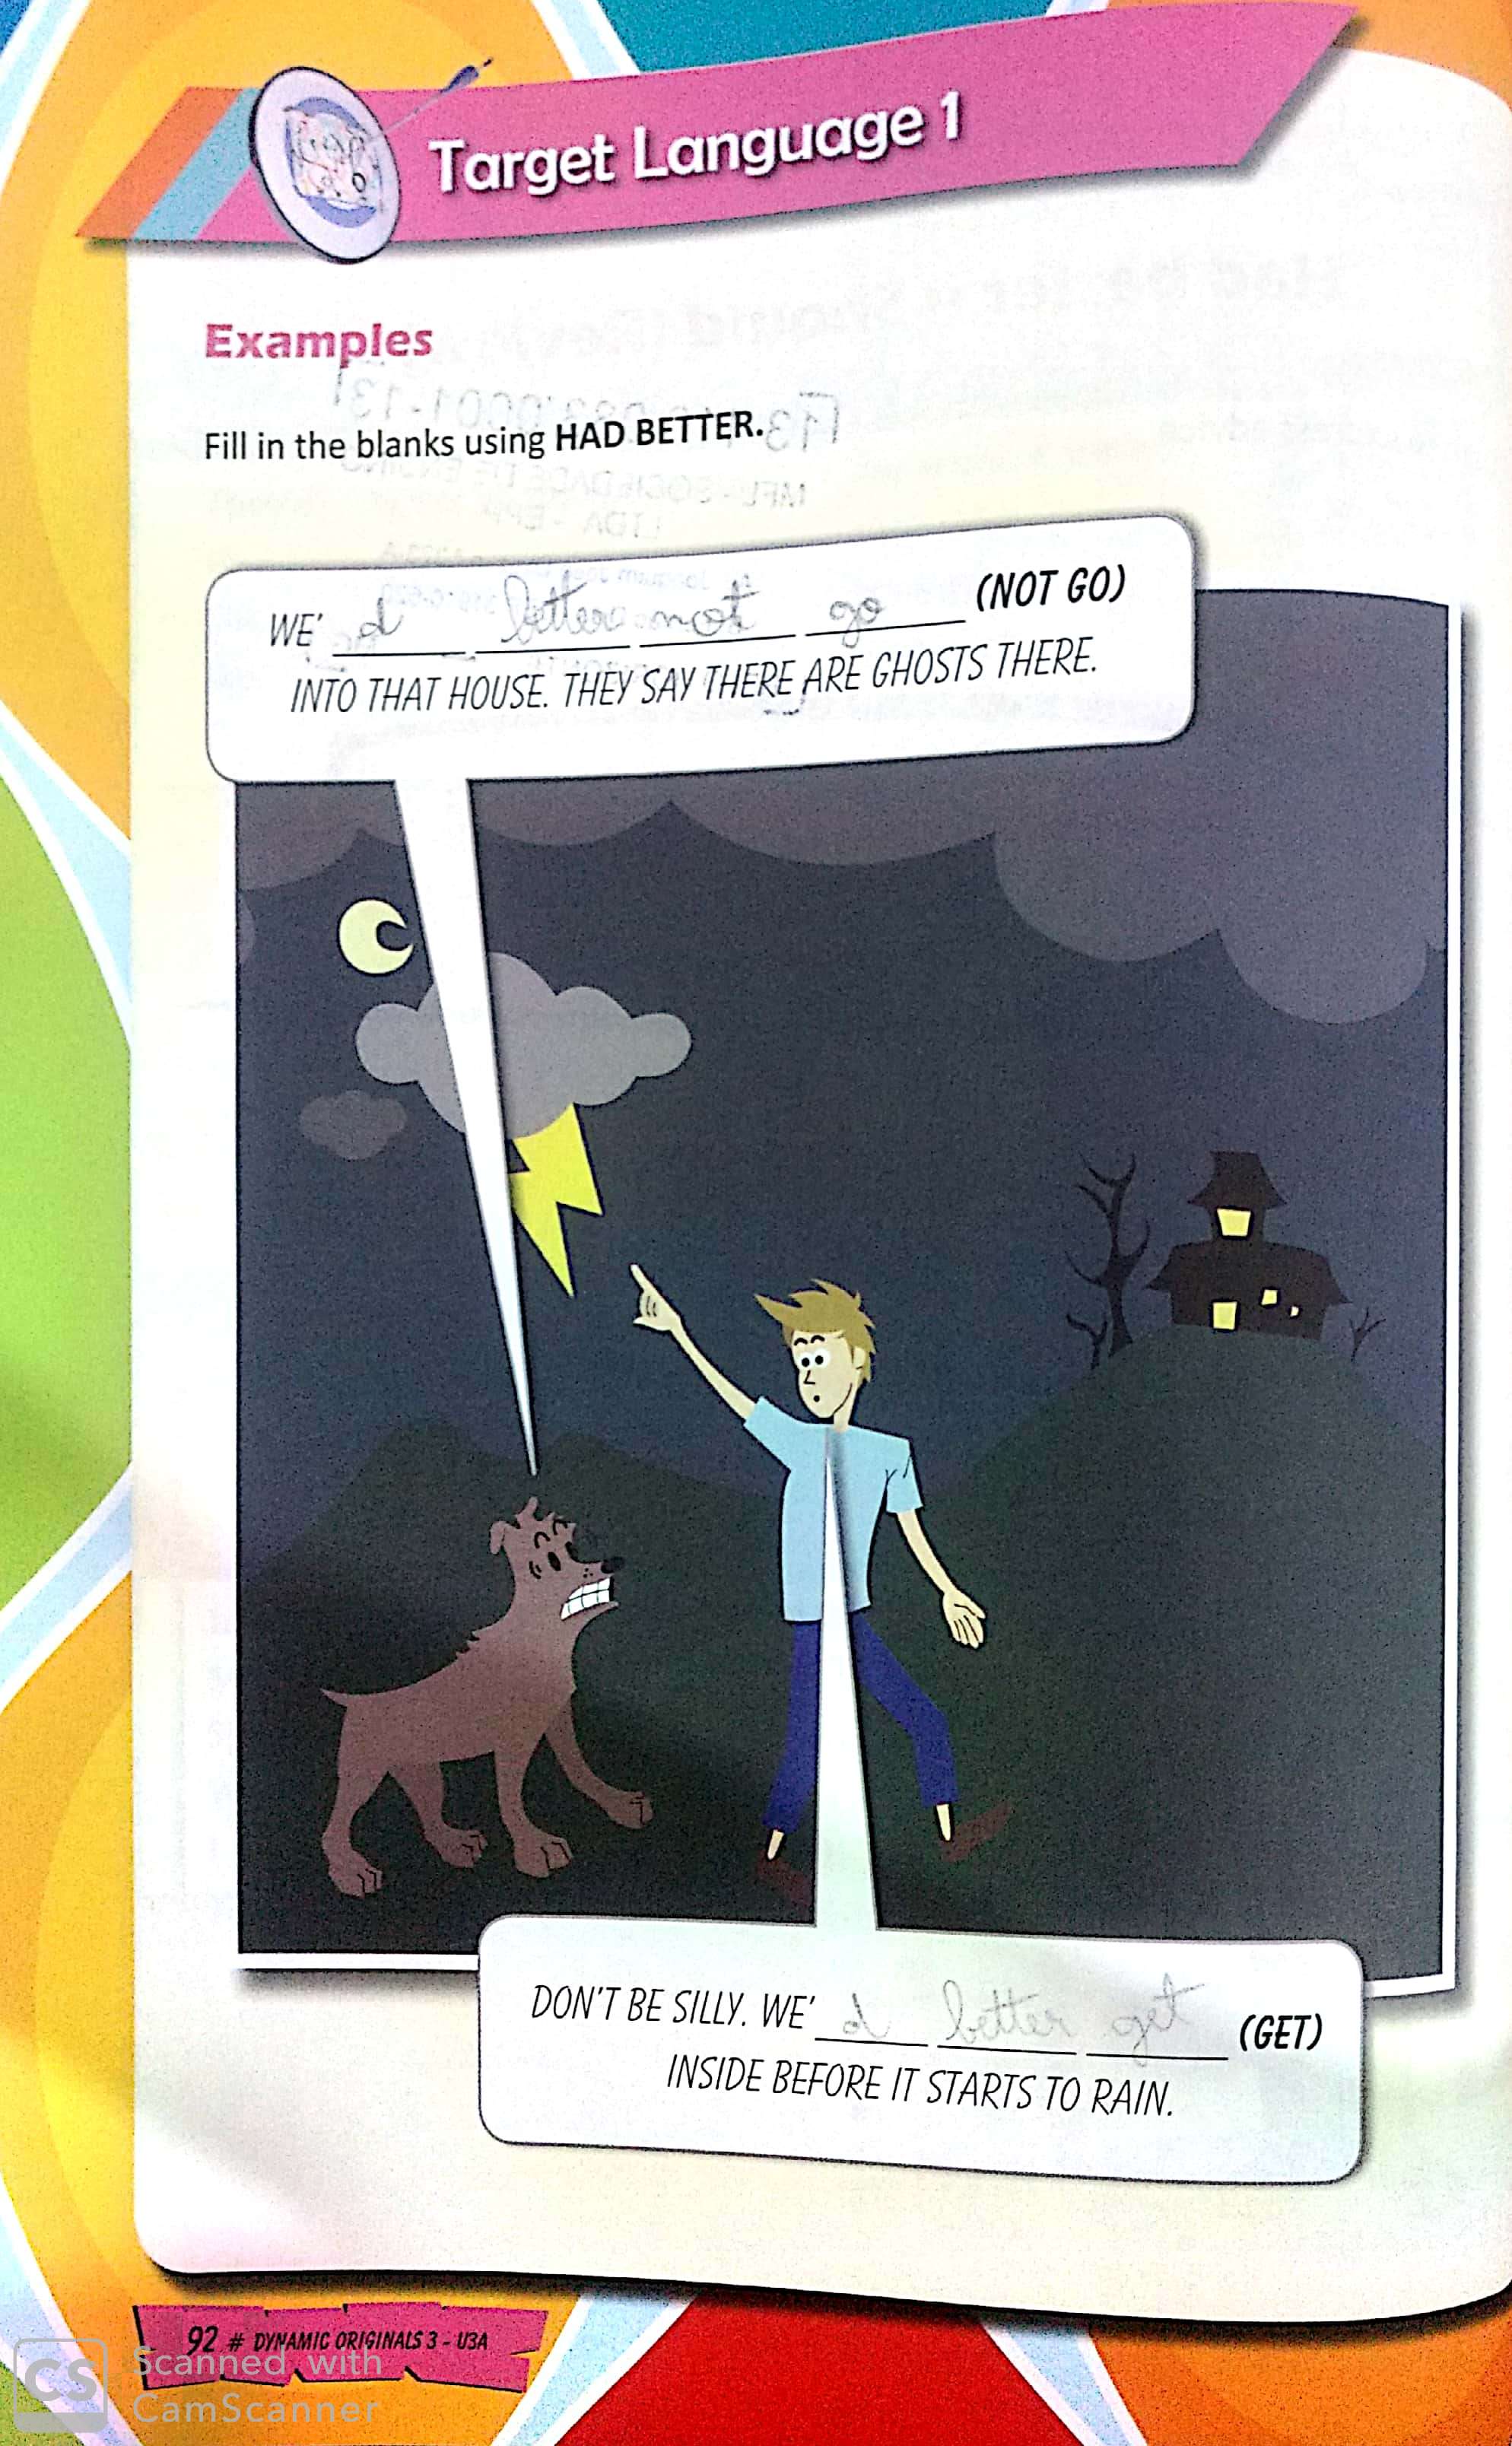 Target Language 1
Examples
Fill in the blanks using HAD BETTER.
WE' d better not go (NOT GO)
INTO THAT HOUSE. THEY SAY THERE ARE GHOSTS THERE.
DON'T BE SILLY. WE' d better get (GET)
INSIDE BEFORE IT STARTS TO RAIN.
92 # DYNAMIC ORIGINALS 3 - U3A
CS Scanned with
CamScanner